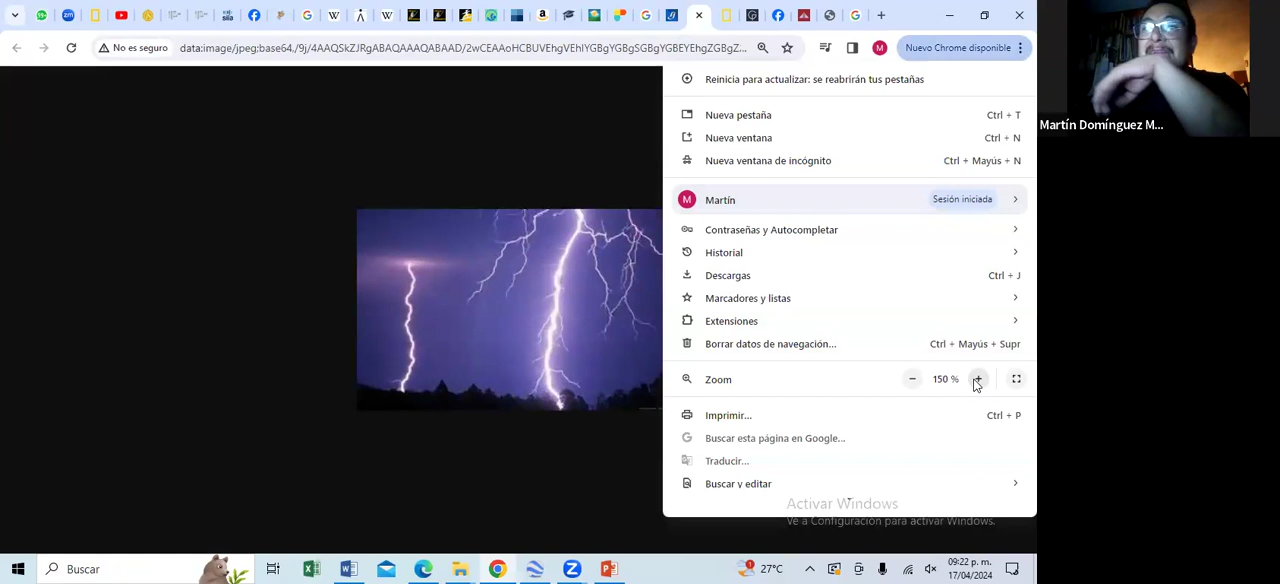 No es seguro
data:image/jpeg;base64,/9j/4AAQSkZJRgABAQAAAQABAAD/2wCEAAoHCBUVEhgVEhIYGBgYGBgSGBgYGBEYEhgZGBgZ...
M
Nuevo Chrome disponible
Martín Domínguez M...
Reinicia para actualizar: se reabrirán tus pestañas
Nueva pestaña Ctrl + T
Nueva ventana Ctrl + N
Nueva ventana de incógnito Ctrl + Mayús + N
M Martín Sesión iniciada
Contraseñas y Autocompletar
Historial
Descargas Ctrl + J
Marcadores y listas
Extensiones
Borrar datos de navegación... Ctrl + Mayús + Supr
Zoom − 150 % +
Imprimir... Ctrl + P
Buscar esta página en Google...
Traducir...
Buscar y editar
Activar Windows
Ve a Configuración para activar Windows.
Buscar
27°C
09:22 p. m.
17/04/2024